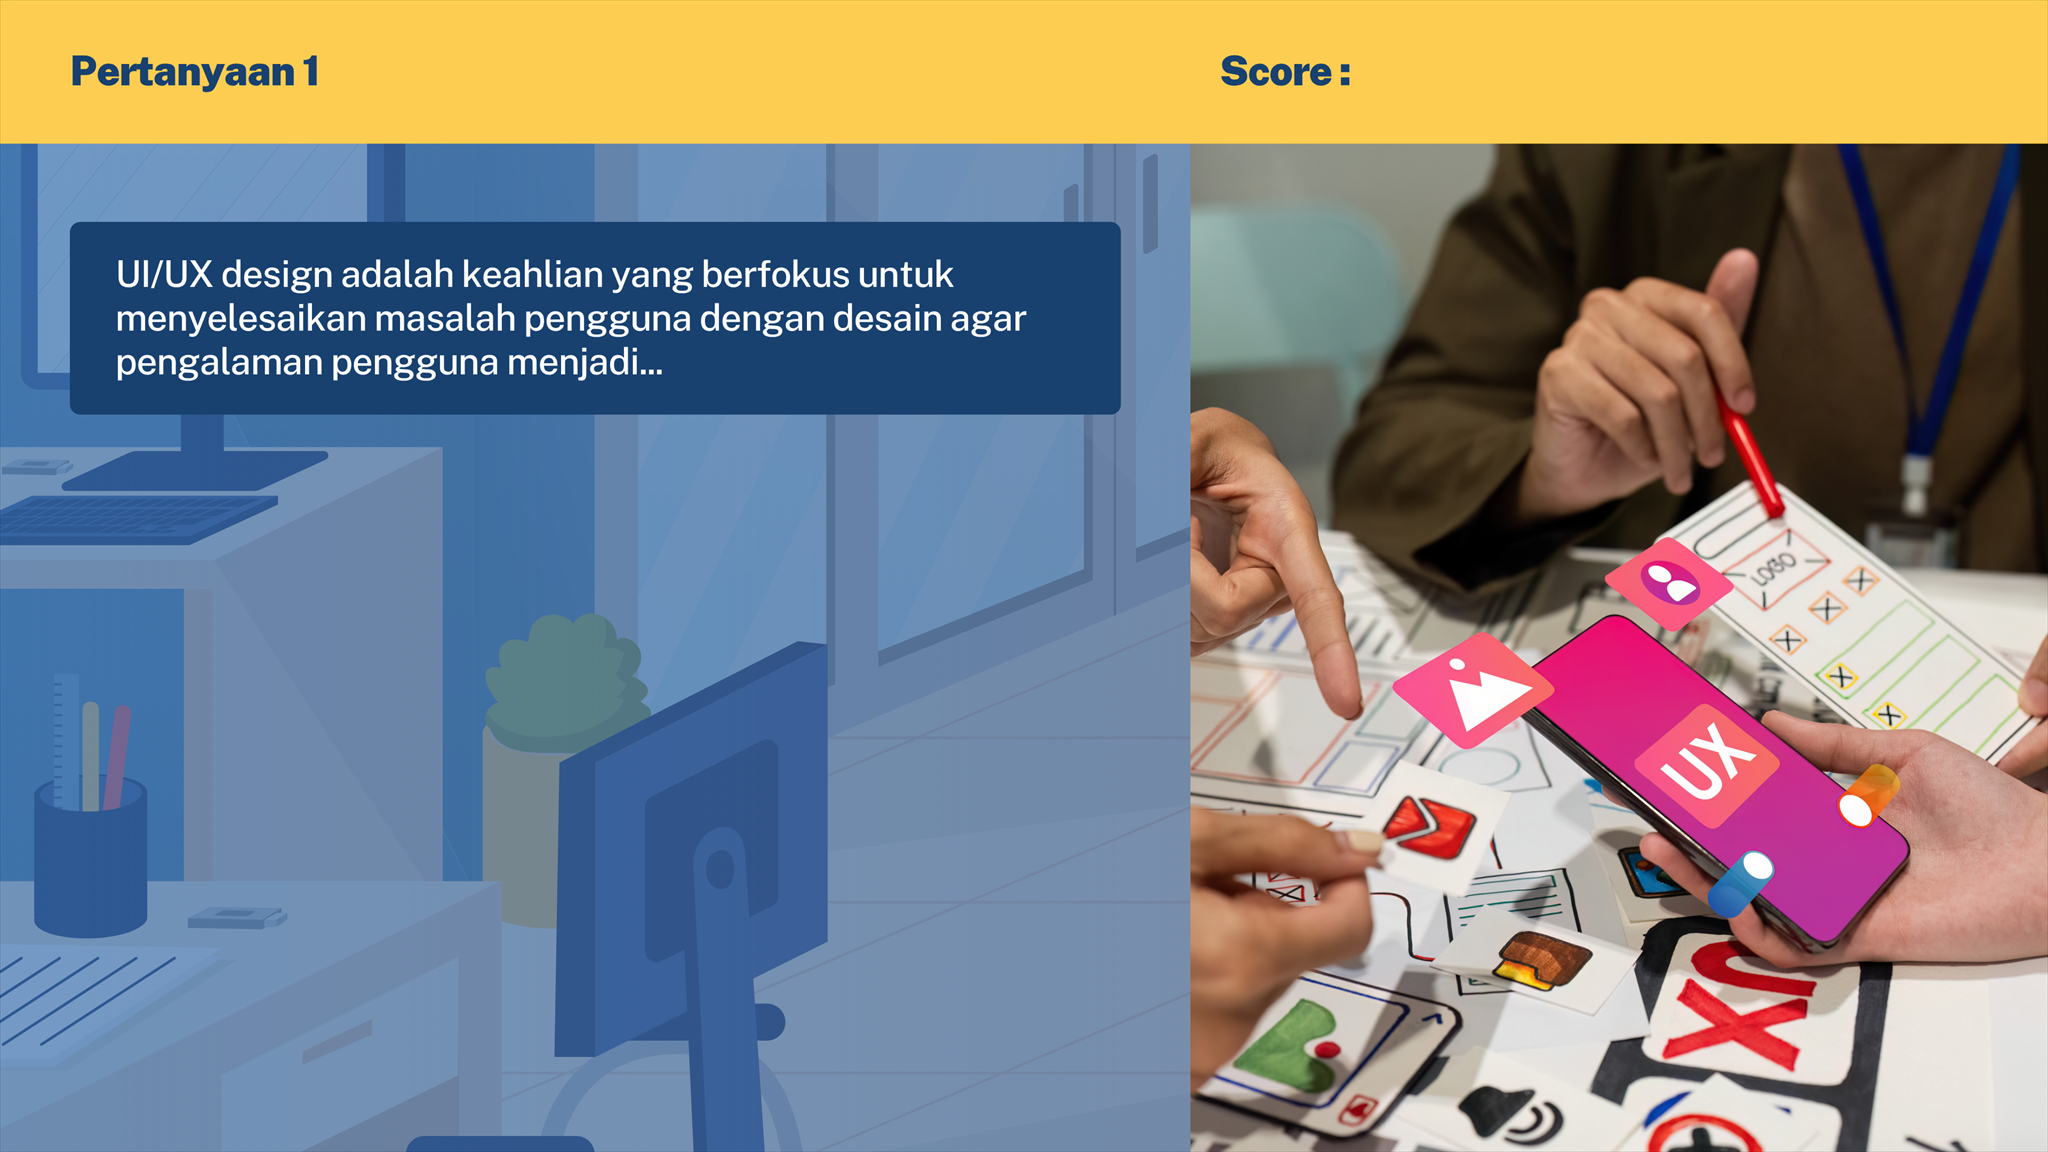 Pertanyaan 1
Score :
UI/UX design adalah keahlian yang berfokus untuk
menyelesaikan masalah pengguna dengan desain agar
pengalaman pengguna menjadi...
LOGO
UX
UX